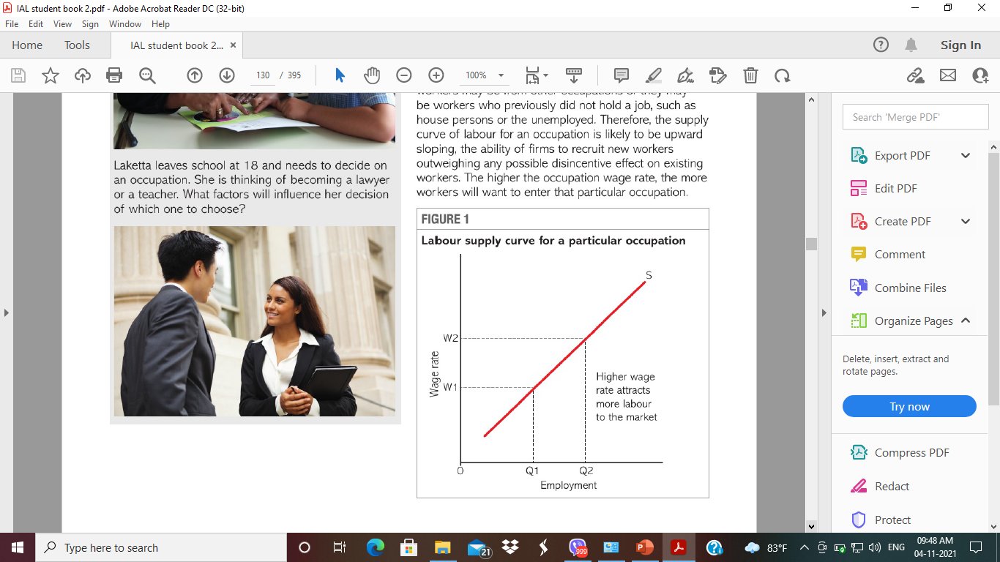 IAL student book 2.pdf - Adobe Acrobat Reader DC (32-bit)
File Edit View Sign Window Help
Home Tools IAL student book 2... × Sign In
130 / 395 100%
workers may be from other occupations or they may
be workers who previously did not hold a job, such as
house persons or the unemployed. Therefore, the supply
curve of labour for an occupation is likely to be upward
sloping, the ability of firms to recruit new workers
outweighing any possible disincentive effect on existing
workers. The higher the occupation wage rate, the more
workers will want to enter that particular occupation.
Laketta leaves school at 18 and needs to decide on
an occupation. She is thinking of becoming a lawyer
or a teacher. What factors will influence her decision
of which one to choose?
FIGURE 1
Labour supply curve for a particular occupation
S
W2
W1
Wage rate
Higher wage
rate attracts
more labour
to the market
0 Q1 Q2
Employment
Search 'Merge PDF'
Export PDF
Edit PDF
Create PDF
Comment
Combine Files
Organize Pages
Delete, insert, extract and
rotate pages.
Try now
Compress PDF
Redact
Protect
Type here to search
21
999
83°F
ENG
09:48 AM
04-11-2021